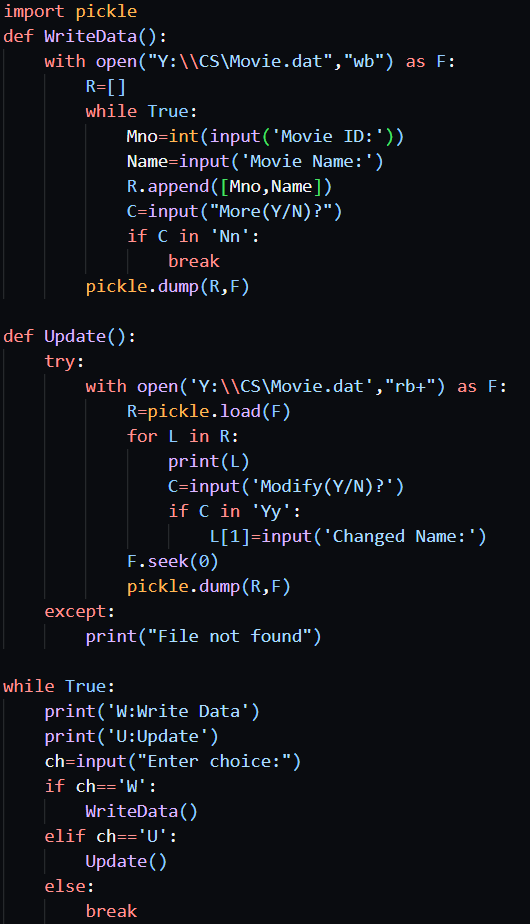 import pickle
def WriteData():
    with open("Y:\\CS\Movie.dat","wb") as F:
        R=[]
        while True:
            Mno=int(input('Movie ID:'))
            Name=input('Movie Name:')
            R.append([Mno,Name])
            C=input("More(Y/N)?")
            if C in 'Nn':
                break
        pickle.dump(R,F)

def Update():
    try:
        with open('Y:\\CS\Movie.dat',"rb+") as F:
            R=pickle.load(F)
            for L in R:
                print(L)
                C=input('Modify(Y/N)?')
                if C in 'Yy':
                    L[1]=input('Changed Name:')
            F.seek(0)
            pickle.dump(R,F)
    except:
        print("File not found")

while True:
    print('W:Write Data')
    print('U:Update')
    ch=input("Enter choice:")
    if ch=='W':
        WriteData()
    elif ch=='U':
        Update()
    else:
        break